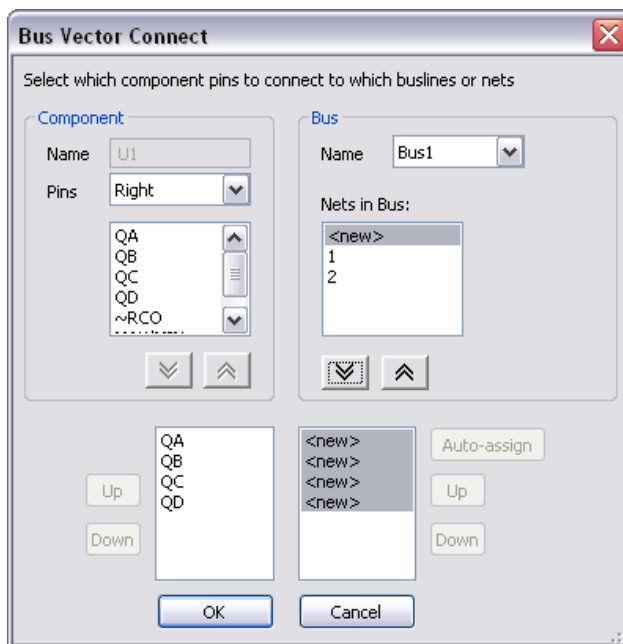 Bus Vector Connect
Select which component pins to connect to which buslines or nets
Component
Name U1
Pins Right
QA
QB
QC
QD
~RCO
Bus
Name Bus1
Nets in Bus:
<new>
1
2
QA
QB
QC
QD
Up
Down
<new>
<new>
<new>
<new>
Auto-assign
Up
Down
OK
Cancel